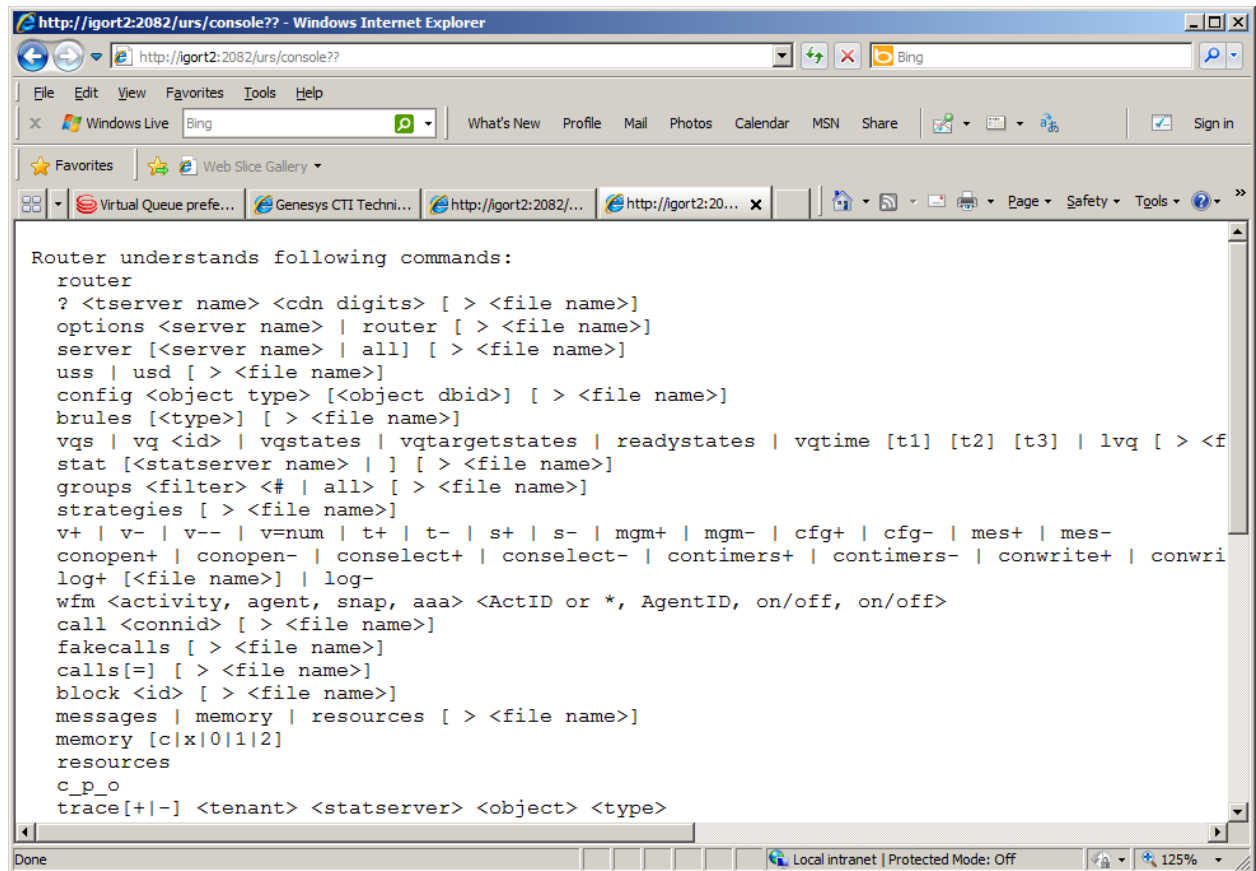 http://igort2:2082/urs/console?? - Windows Internet Explorer
http://igort2:2082/urs/console??
Bing
File Edit View Favorites Tools Help
x Windows Live Bing What's New Profile Mail Photos Calendar MSN Share Sign in
Favorites Web Slice Gallery
Virtual Queue prefe... Genesys CTI Techni... http://igort2:2082/... http://igort2:20... x Page Safety Tools »
Router understands following commands:
router
? <tserver name> <cdn digits> [ > <file name>]
options <server name> | router [ > <file name>]
server [<server name> | all] [ > <file name>]
uss | usd [ > <file name>]
config <object type> [<object dbid>] [ > <file name>]
brules [<type>] [ > <file name>]
vqs | vq <id> | vqstates | vqtargetstates | readystates | vqtime [t1] [t2] [t3] | lvq [ > <f
stat [<statserver name> | ] [ > <file name>]
groups <filter> <# | all> [ > <file name>]
strategies [ > <file name>]
v+ | v- | v-- | v=num | t+ | t- | s+ | s- | mgm+ | mgm- | cfg+ | cfg- | mes+ | mes-
conopen+ | conopen- | conselect+ | conselect- | contimers+ | contimers- | conwrite+ | conwri
log+ [<file name>] | log-
wfm <activity, agent, snap, aaa> <ActID or *, AgentID, on/off, on/off>
call <connid> [ > <file name>]
fakecalls [ > <file name>]
calls[=] [ > <file name>]
block <id> [ > <file name>]
messages | memory | resources [ > <file name>]
memory [c|x|0|1|2]
resources
c_p_o
trace[+|-] <tenant> <statserver> <object> <type>
Done Local intranet | Protected Mode: Off 125%